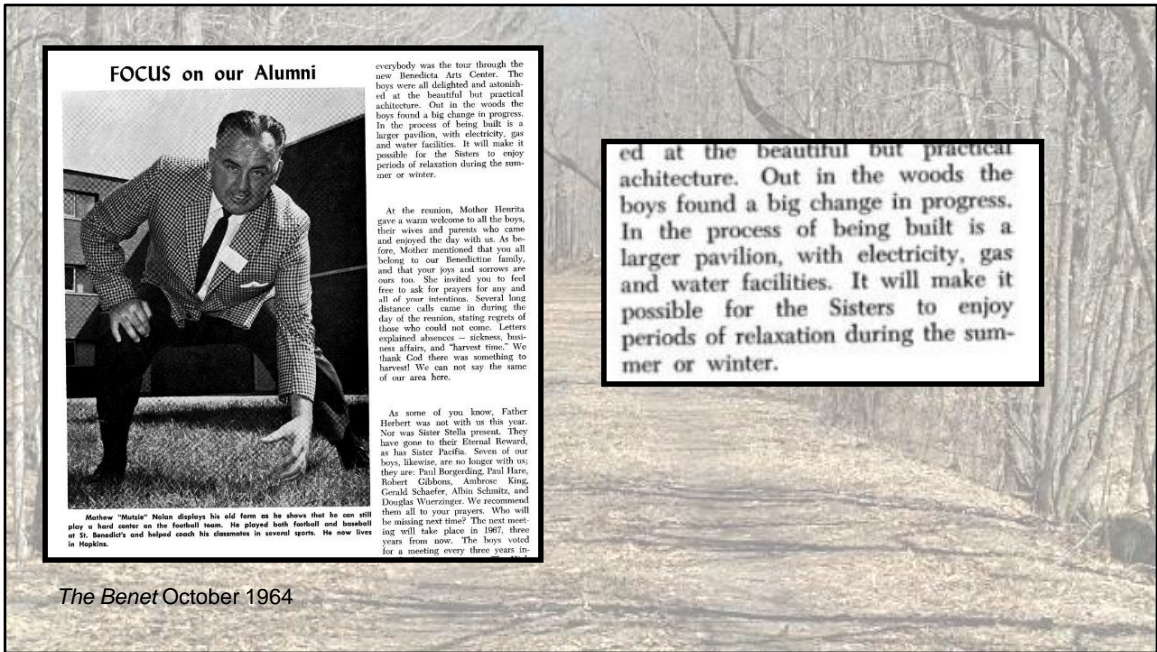 FOCUS on our Alumni
Mathew "Mutsie" Nolan displays his old form as he shows that he can still
play a hard center on the football team. He played both football and baseball
at St. Benedict's and helped coach his classmates in several sports. He now lives
in Hopkins.
everybody was the tour through the
new Benedicta Arts Center. The
boys were all delighted and astonish-
ed at the beautiful but practical
achitecture. Out in the woods the
boys found a big change in progress.
In the process of being built is a
larger pavilion, with electricity, gas
and water facilities. It will make it
possible for the Sisters to enjoy
periods of relaxation during the sum-
mer or winter.
At the reunion, Mother Henrita
gave a warm welcome to all the boys,
their wives and parents who came
and enjoyed the day with us. As be-
fore, Mother mentioned that you all
belong to our Benedictine family,
and that your joys and sorrows are
ours too. She invited you to feel
free to ask for prayers for any and
all of your intentions. Several long
distance calls came in during the
day of the reunion, stating regrets of
those who could not come. Letters
explained absences — sickness, busi-
ness affairs, and "harvest time." We
thank God there was something to
harvest! We can not say the same
of our area here.
As some of you know, Father
Herbert was not with us this year.
Nor was Sister Stella present. They
have gone to their Eternal Reward,
as has Sister Pacifia. Seven of our
boys, likewise, are no longer with us;
they are: Paul Borgerding, Paul Hare,
Robert Gibbons, Ambrose King,
Gerald Schaefer, Albin Schmitz, and
Douglas Wuerzinger. We recommend
them all to your prayers. Who will
be missing next time? The next meet-
ing will take place in 1967, three
years from now. The boys voted
for a meeting every three years in-
ed at the beautiful but practical
achitecture. Out in the woods the
boys found a big change in progress.
In the process of being built is a
larger pavilion, with electricity, gas
and water facilities. It will make it
possible for the Sisters to enjoy
periods of relaxation during the sum-
mer or winter.
The Benet October 1964